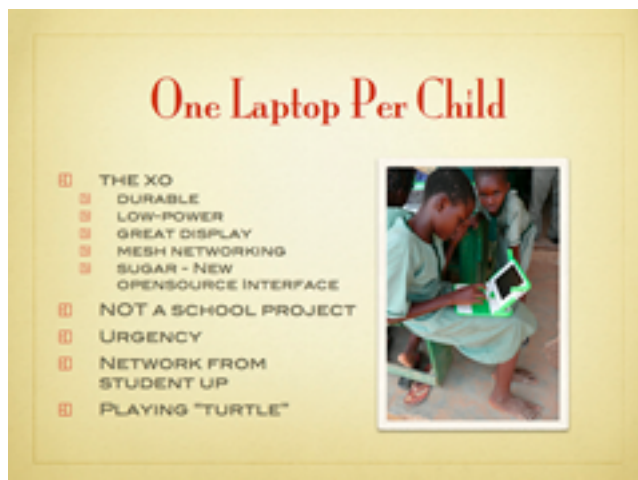 One Laptop Per Child
THE XO
DURABLE
LOW-POWER
GREAT DISPLAY
MESH NETWORKING
SUGAR - NEW
OPENSOURCE INTERFACE
NOT A SCHOOL PROJECT
URGENCY
NETWORK FROM
STUDENT UP
PLAYING "TURTLE"